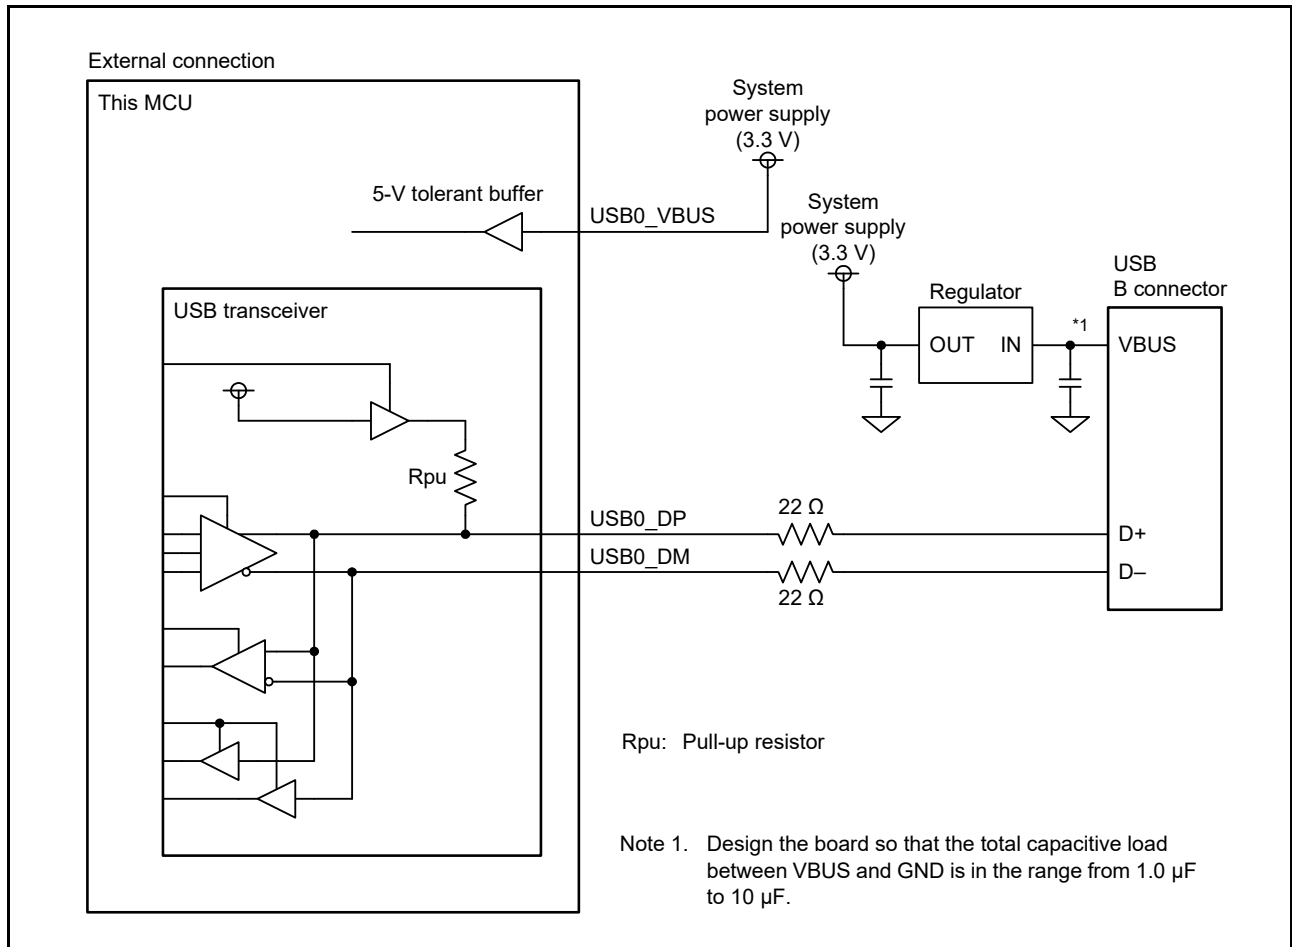 External connection
This MCU
System
power supply
(3.3 V)
5-V tolerant buffer
USB0_VBUS
System
power supply
(3.3 V)
USB
B connector
USB transceiver
Regulator
*1
OUT IN
VBUS
Rpu
22 Ω
USB0_DP
D+
USB0_DM
D–
22 Ω
Rpu: Pull-up resistor
Note 1. Design the board so that the total capacitive load
between VBUS and GND is in the range from 1.0 µF
to 10 µF.